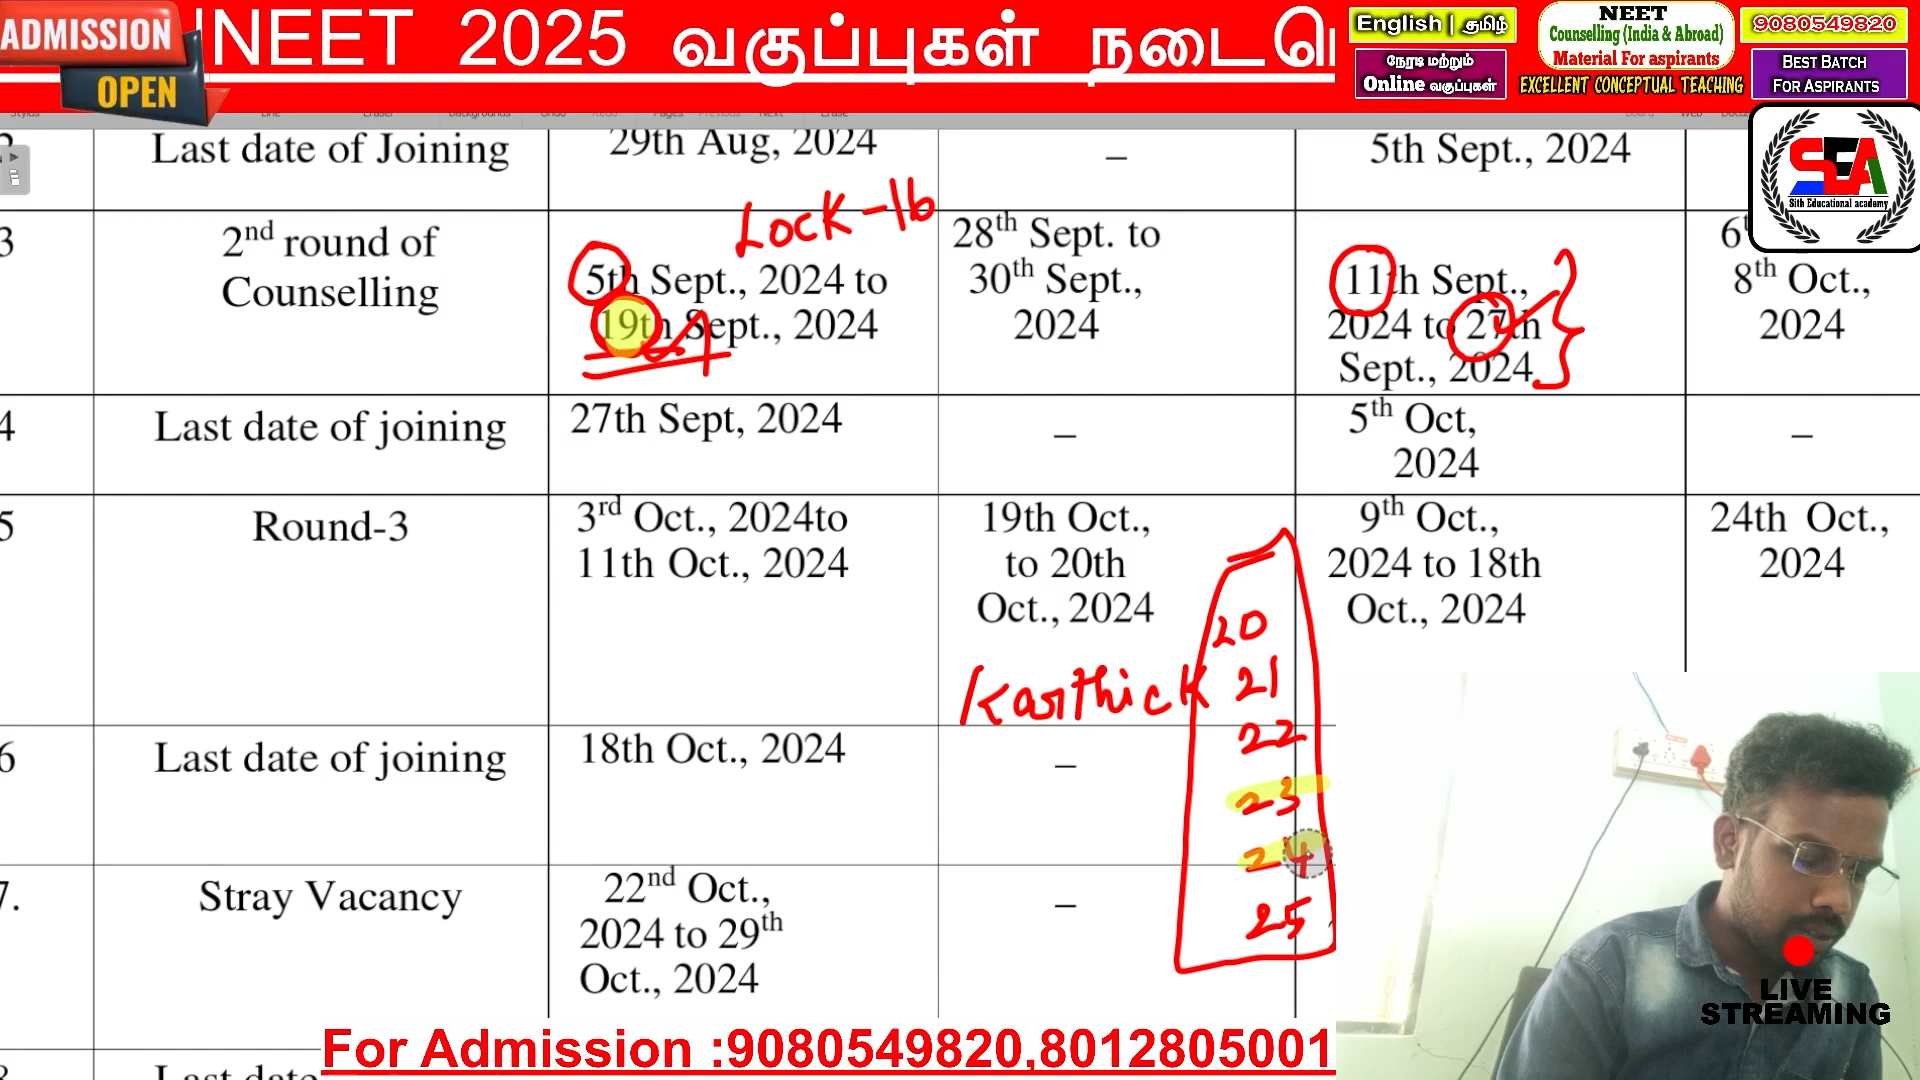 ADMISSION
OPEN
NEET 2025 வகுப்புகள் நடைபெ
English | தமிழ்
நேரடி மற்றும்
Online வகுப்புகள்
NEET
Counselling (India & Abroad)
Material For aspirants
EXCELLENT CONCEPTUAL TEACHING
9080549820
BEST BATCH
FOR ASPIRANTS
SEA
Sith Educational academy
Last date of Joining
29th Aug, 2024
–
5th Sept., 2024
Lock-16
3
2nd round of
Counselling
5th Sept., 2024 to
19th Sept., 2024
28th Sept. to
30th Sept.,
2024
11th Sept.,
2024 to 27th
Sept., 2024
8th Oct.,
2024
4
Last date of joining
27th Sept, 2024
–
5th Oct,
2024
–
5
Round-3
3rd Oct., 2024to
11th Oct., 2024
19th Oct.,
to 20th
Oct., 2024
9th Oct.,
2024 to 18th
Oct., 2024
24th Oct.,
2024
Karthick
20
21
22
23
24
25
6
Last date of joining
18th Oct., 2024
–
7.
Stray Vacancy
22nd Oct.,
2024 to 29th
Oct., 2024
–
Last date
LIVE
STREAMING
For Admission :9080549820,8012805001